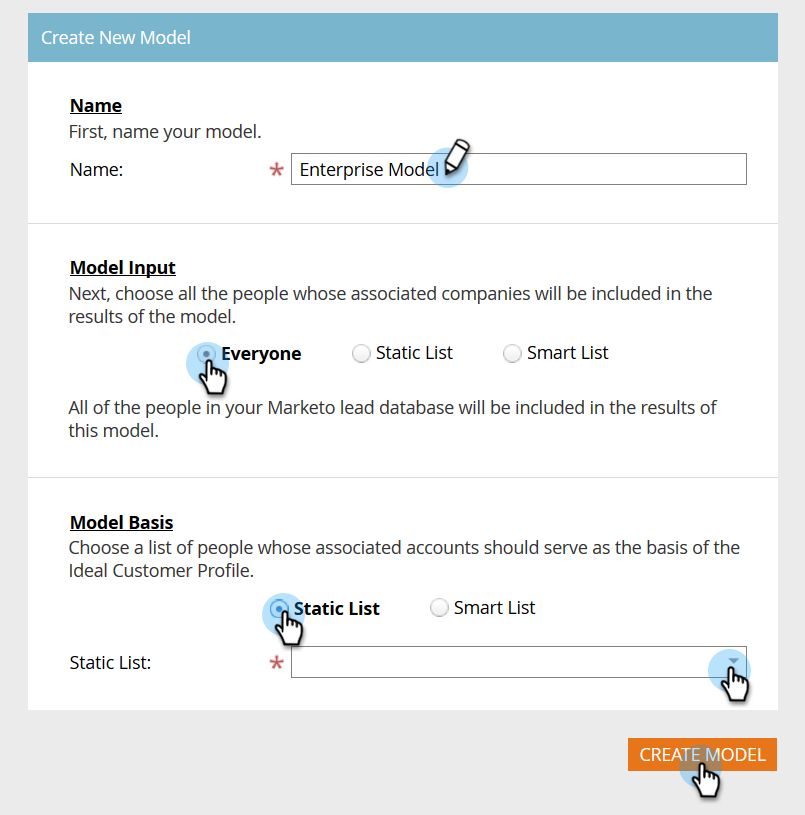 Create New Model
Name
First, name your model.
Name: * Enterprise Model
Model Input
Next, choose all the people whose associated companies will be included in the
results of the model.
Everyone Static List Smart List
All of the people in your Marketo lead database will be included in the results of
this model.
Model Basis
Choose a list of people whose associated accounts should serve as the basis of the
Ideal Customer Profile.
Static List Smart List
Static List: *
CREATE MODEL